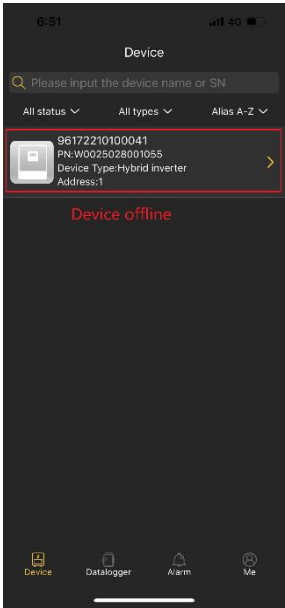 6:51
4G
Device
Please input the device name or SN
All status
All types
Alias A-Z
96172210100041
PN:W0025028001055
Device Type:Hybrid inverter
Address:1
Device offline
Device
Datalogger
Alarm
Me